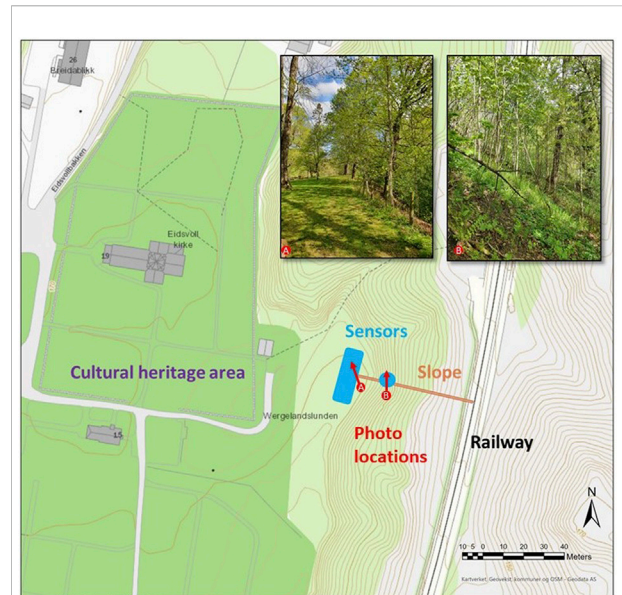 26
Breidablikk
Eidsvollbakken
A
B
Eidsvoll
kirke
19
Sensors
Cultural heritage area
Slope
A
B
Wergelandslunden
15
Photo
locations
Railway
N
10 5 0 10 20 30 40
Meters
Kartverket, Geovekst, kommuner og OSM - Geodata AS